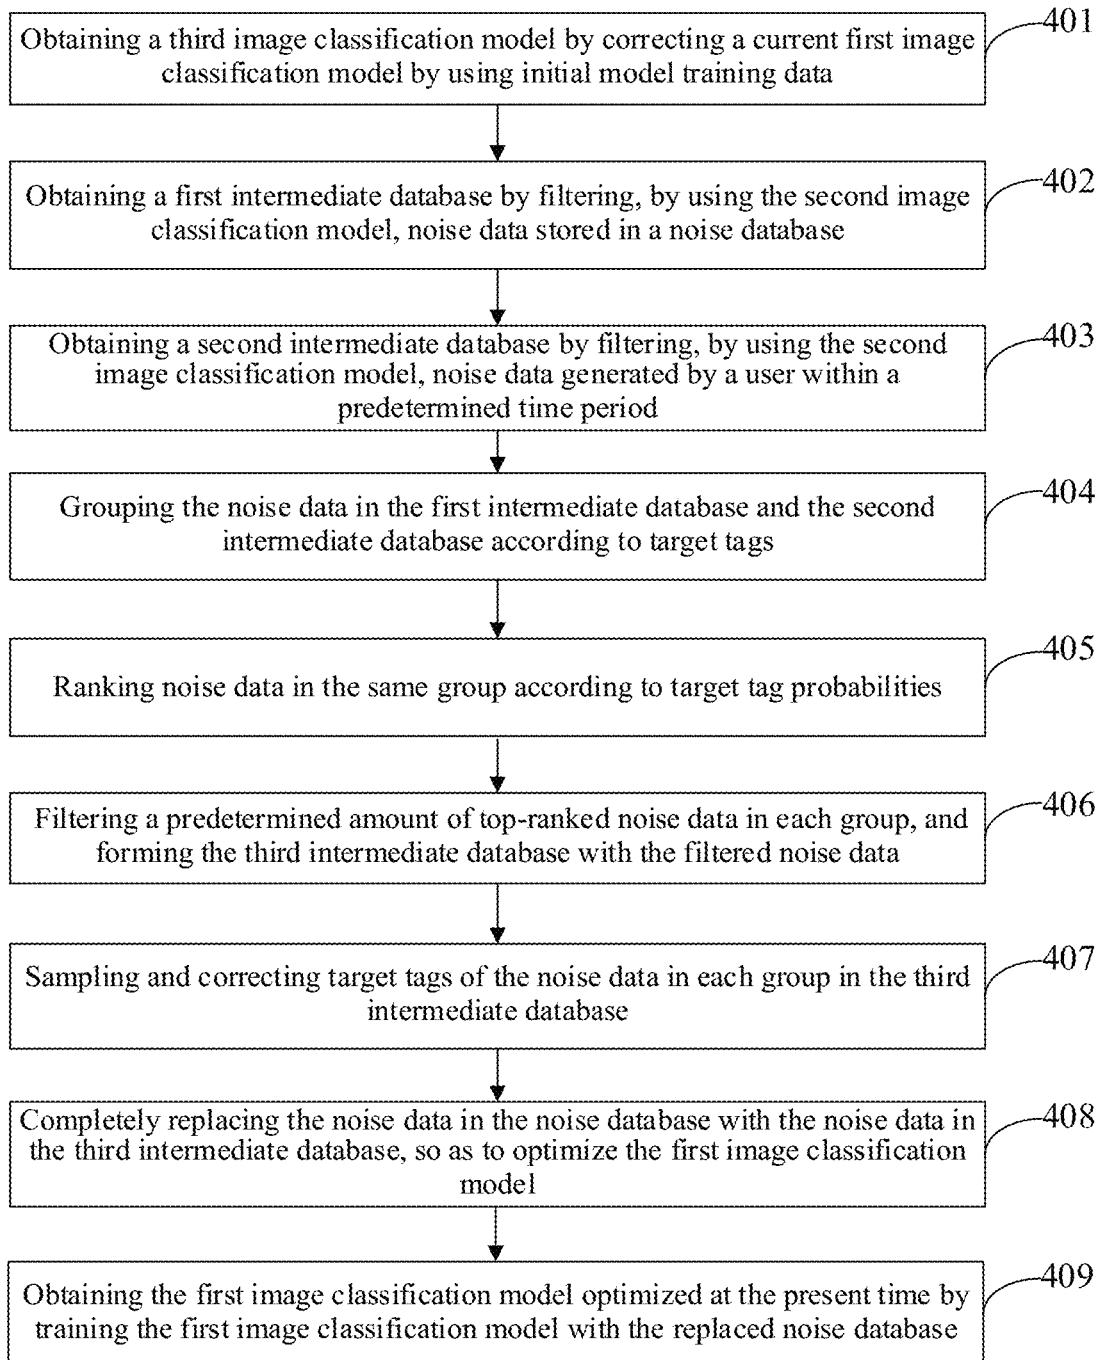 Obtaining a third image classification model by correcting a current first image
classification model by using initial model training data
401
Obtaining a first intermediate database by filtering, by using the second image
classification model, noise data stored in a noise database
402
Obtaining a second intermediate database by filtering, by using the second
image classification model, noise data generated by a user within a
predetermined time period
403
Grouping the noise data in the first intermediate database and the second
intermediate database according to target tags
404
Ranking noise data in the same group according to target tag probabilities
405
Filtering a predetermined amount of top-ranked noise data in each group, and
forming the third intermediate database with the filtered noise data
406
Sampling and correcting target tags of the noise data in each group in the third
intermediate database
407
Completely replacing the noise data in the noise database with the noise data in
the third intermediate database, so as to optimize the first image classification
model
408
Obtaining the first image classification model optimized at the present time by
training the first image classification model with the replaced noise database
409